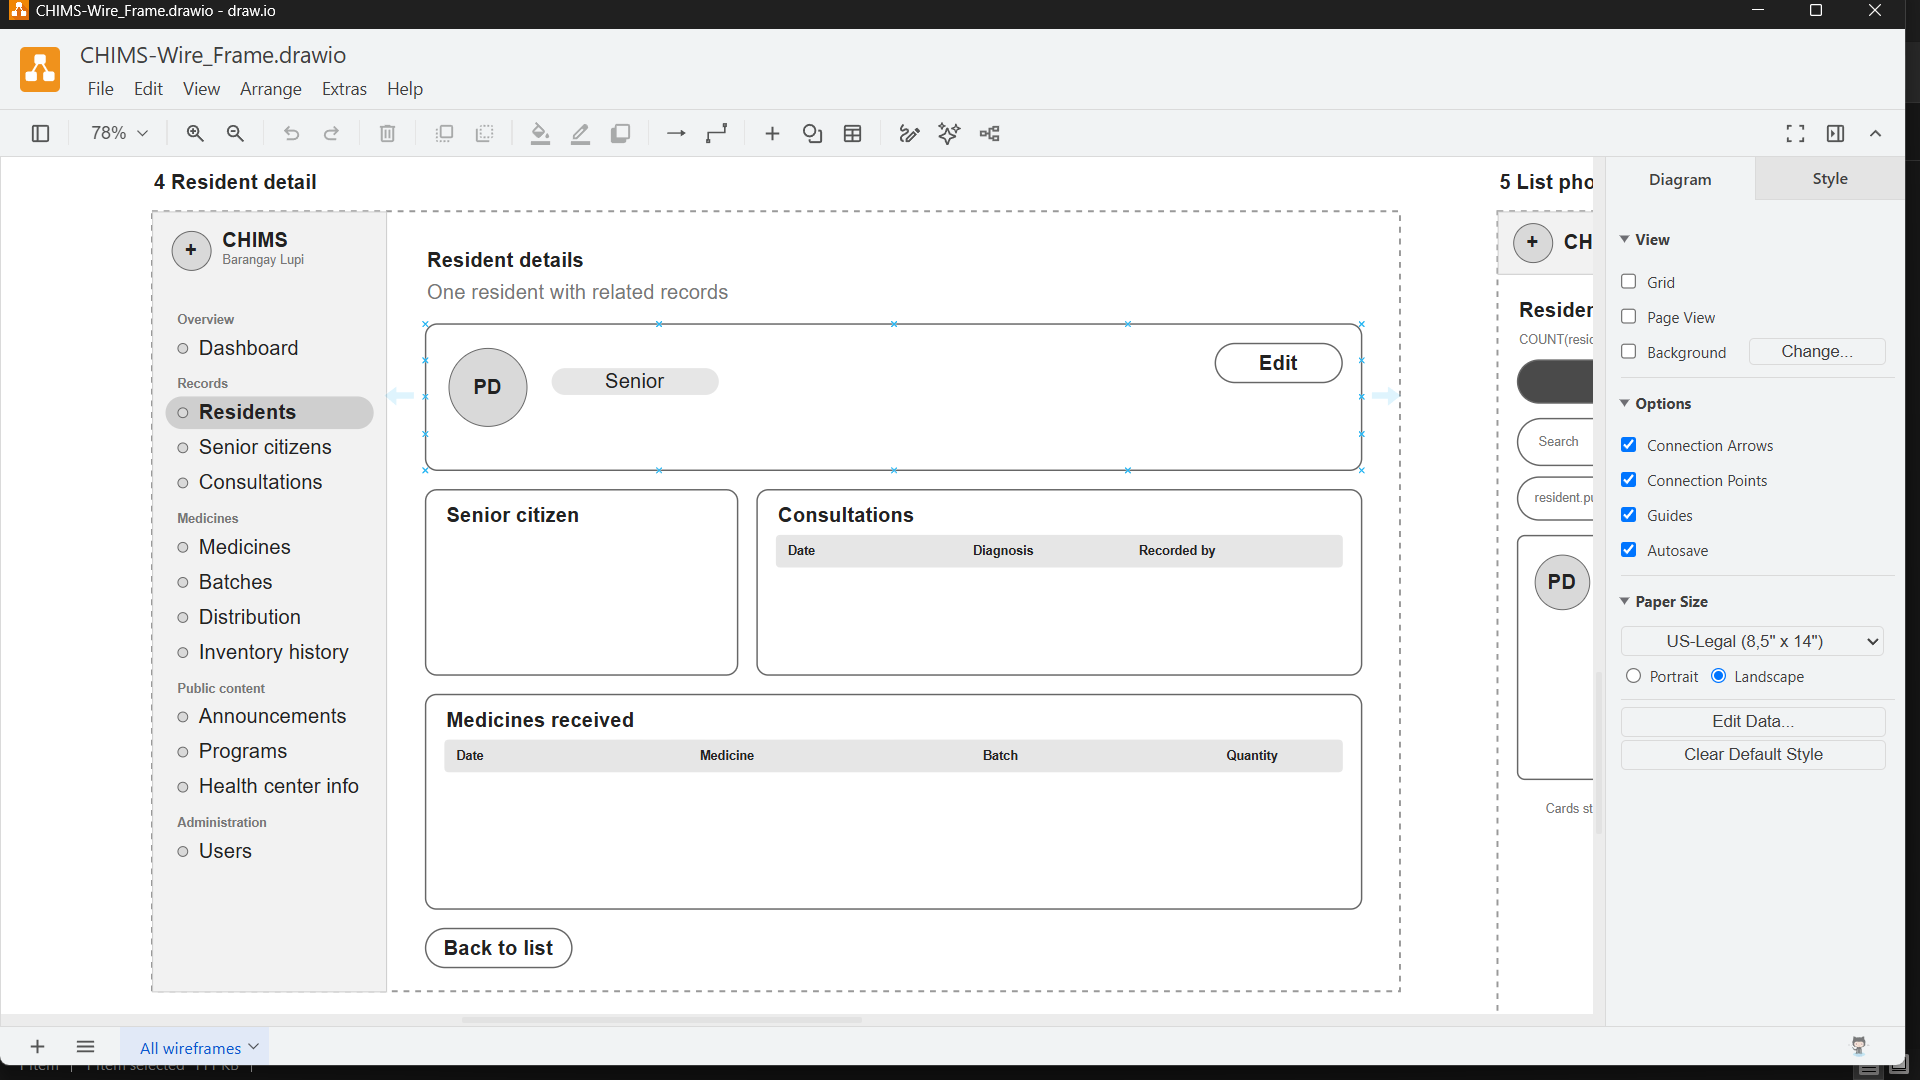 CHIMS-Wire_Frame.drawio - draw.io
CHIMS-Wire_Frame.drawio
File Edit View Arrange Extras Help
78%
4 Resident detail
CHIMS
Barangay Lupi
Overview
Dashboard
Records
Residents
Senior citizens
Consultations
Medicines
Medicines
Batches
Distribution
Inventory history
Public content
Announcements
Programs
Health center info
Administration
Users
Resident details
One resident with related records
PD
Senior
Edit
Senior citizen
Consultations
Date Diagnosis Recorded by
Medicines received
Date Medicine Batch Quantity
Back to list
5 List pho
CH
Residen
COUNT(resid
Search
resident.pu
PD
Cards st
Diagram Style
View
Grid
Page View
Background Change...
Options
Connection Arrows
Connection Points
Guides
Autosave
Paper Size
US-Legal (8,5" x 14")
Portrait Landscape
Edit Data...
Clear Default Style
All wireframes